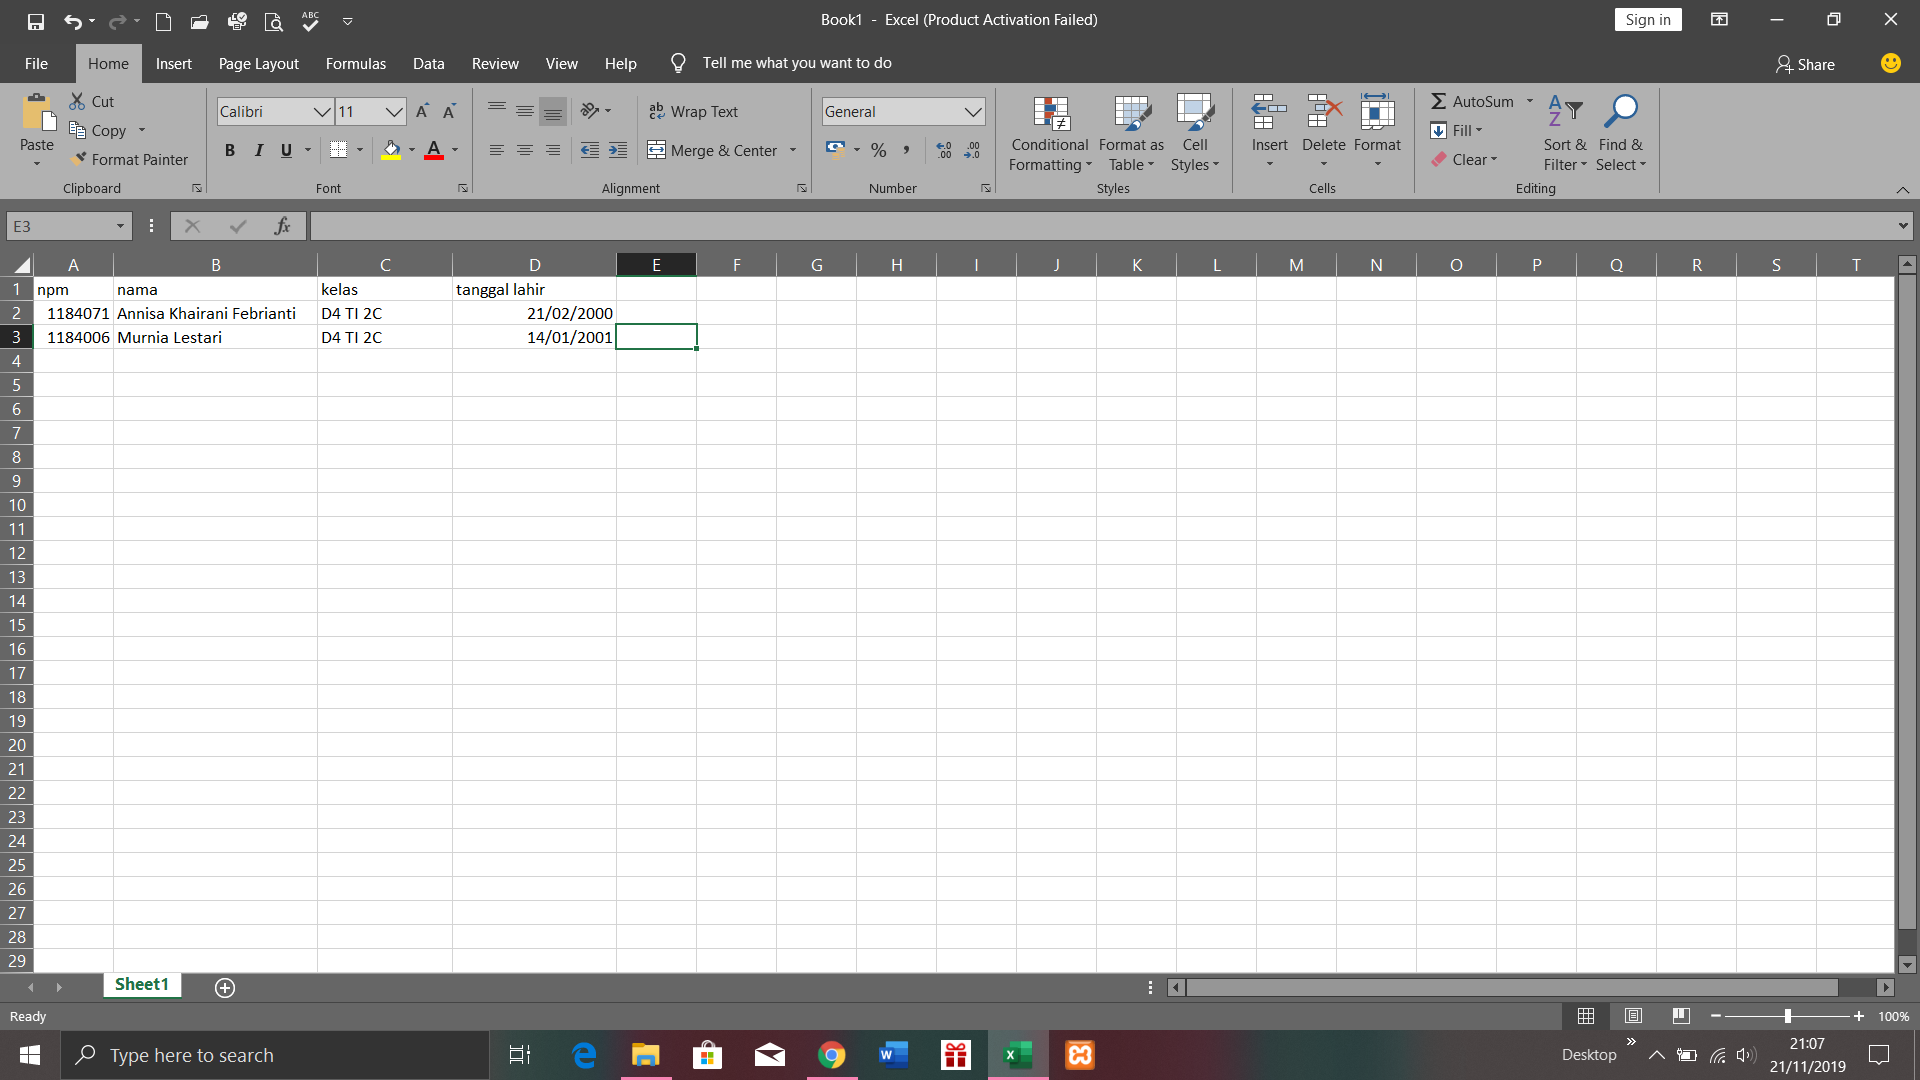 Book1 - Excel (Product Activation Failed)
Sign in
File Home Insert Page Layout Formulas Data Review View Help Tell me what you want to do Share
Paste
Cut
Copy
Format Painter
Clipboard
Calibri 11
B I U
Font
Wrap Text
Merge & Center
Alignment
General
%
Number
Conditional Formatting
Format as Table
Cell Styles
Styles
Insert Delete Format
Cells
AutoSum
Fill
Clear
Sort & Filter
Find & Select
Editing
E3
fx
A B C D E F G H I J K L M N O P Q R S T
1 npm nama kelas tanggal lahir
2 1184071 Annisa Khairani Febrianti D4 TI 2C 21/02/2000
3 1184006 Murnia Lestari D4 TI 2C 14/01/2001
4
5
6
7
8
9
10
11
12
13
14
15
16
17
18
19
20
21
22
23
24
25
26
27
28
29
Sheet1
Ready
100%
Type here to search
Desktop
21:07
21/11/2019